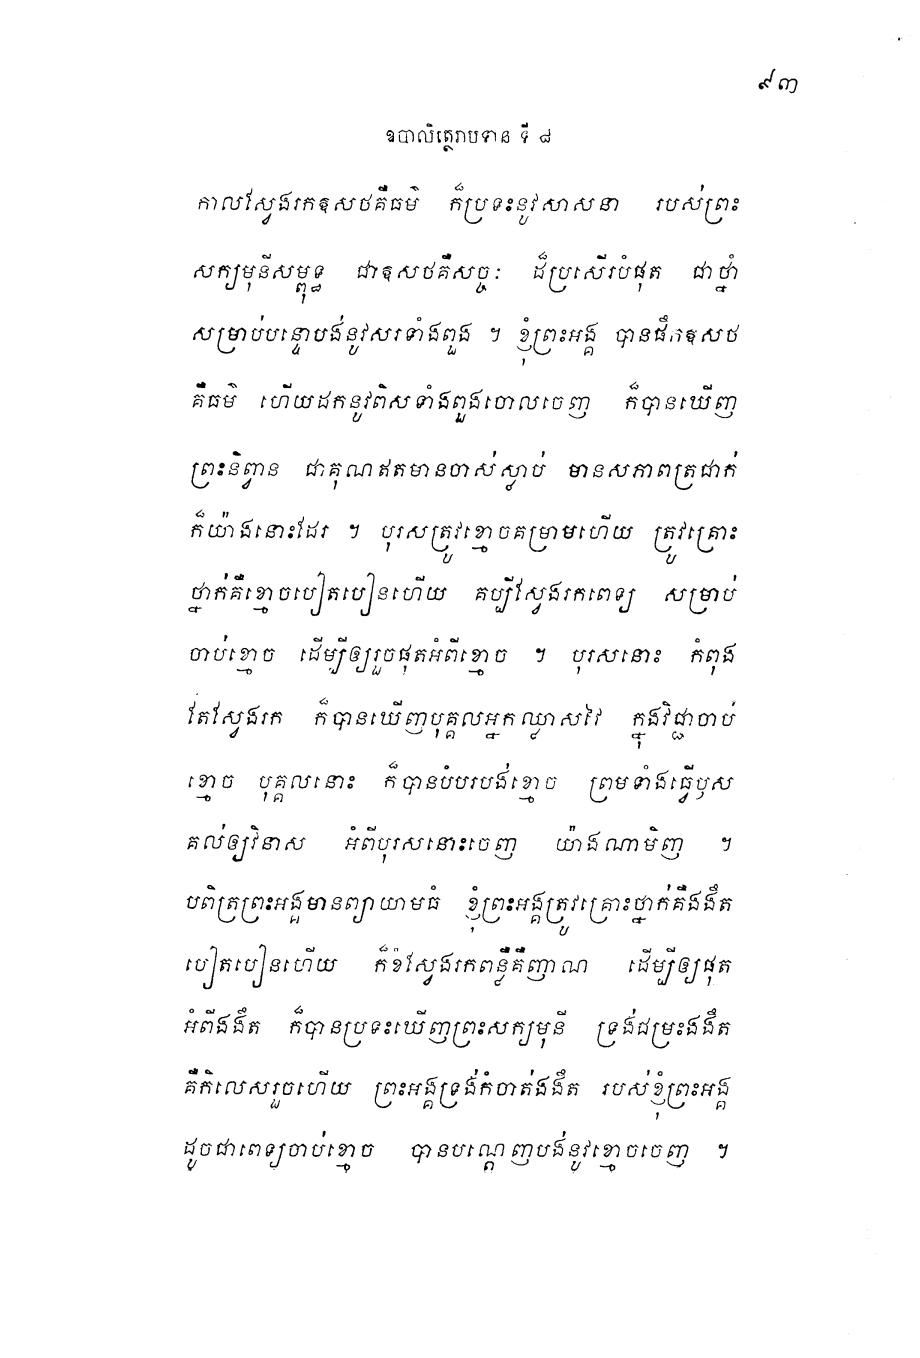 ៩៣
ឧបាលិត្ថេរាបទាន ទី ៨
កាលស្វែងរកឱសថគឺធម៌ ក៏ប្រទះនូវសាសនា របស់ព្រះ
សក្យមុនីសម្ពុទ្ធ ជាឱសថគឺសច្ចៈ ដ៏ប្រសើរបំផុត ជាថ្នាំ
សម្រាប់បន្ទោបង់នូវសរទាំងពួង ។ ខ្ញុំព្រះអង្គ បានផឹកឱសថ
គឺធម៌ ហើយដកនូវពិសទាំងពួងចោលចេញ ក៏បានឃើញ
ព្រះនិព្វាន ជាគុណឥតមានចាស់ស្លាប់ មានសភាពត្រជាក់
ក៏យ៉ាងនោះដែរ ។ បុរសត្រូវខ្មោចគម្រាមហើយ ត្រូវគ្រោះ
ថ្នាក់គឺខ្មោចបៀតបៀនហើយ គប្បីស្វែងរកពេទ្យ សម្រាប់
ចាប់ខ្មោច ដើម្បីឲ្យរួចផុតអំពីខ្មោច ។ បុរសនោះ កំពុង
តែស្វែងរក ក៏បានឃើញបុគ្គលអ្នកឈ្លាសវៃ ក្នុងវិជ្ជាចាប់
ខ្មោច បុគ្គលនោះ ក៏បានបំបរបង់ខ្មោច ព្រមទាំងធ្វើឫស
គល់ឲ្យវិនាស អំពីបុរសនោះចេញ យ៉ាងណាមិញ ។
បពិត្រព្រះអង្គមានព្យាយាមធំ ខ្ញុំព្រះអង្គត្រូវគ្រោះថ្នាក់គឺងងឹត
បៀតបៀនហើយ ក៏ខំស្វែងរកពន្លឺគឺញាណ ដើម្បីឲ្យផុត
អំពីងងឹត ក៏បានប្រទះឃើញព្រះសក្យមុនី ទ្រង់ជម្រះងងឹត
គឺកិលេសរួចហើយ ព្រះអង្គទ្រង់កំចាត់ងងឹត របស់ខ្ញុំព្រះអង្គ
ដូចជាពេទ្យចាប់ខ្មោច បានបណ្តេញបង់នូវខ្មោចចេញ ។